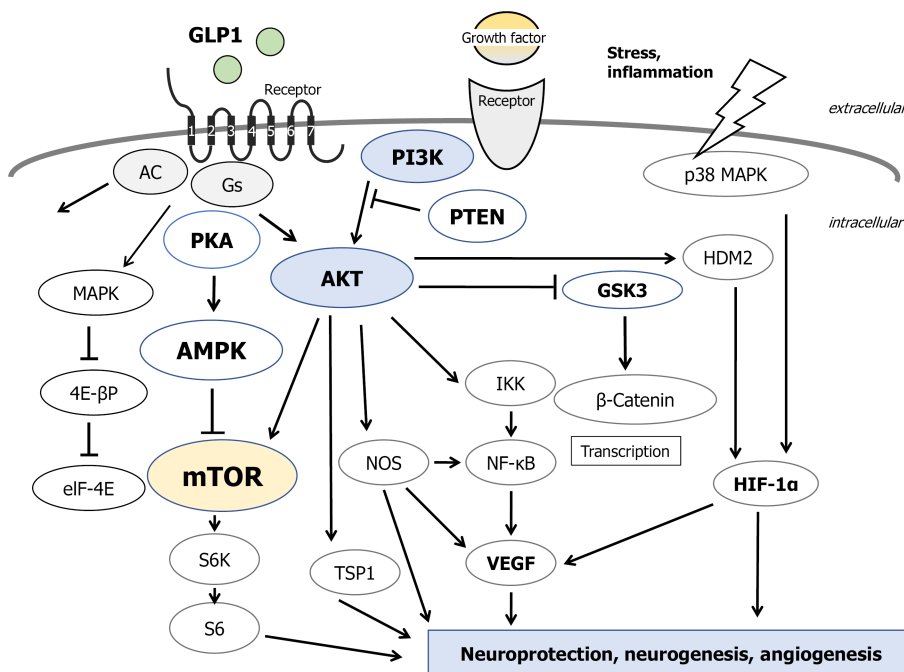 GLP1
Growth factor
Stress,
inflammation
Receptor
Receptor
extracellular
1 2 3 4 5 6 7
PI3K
AC
Gs
p38 MAPK
PTEN
intracellular
PKA
HDM2
AKT
MAPK
GSK3
AMPK
IKK
4E-βP
β-Catenin
Transcription
mTOR
NOS
NF-κB
eIF-4E
HIF-1α
S6K
TSP1
VEGF
S6
Neuroprotection, neurogenesis, angiogenesis